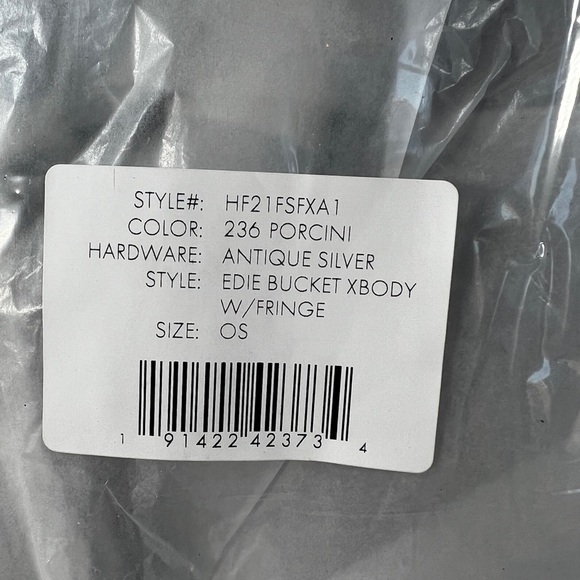 STYLE#: HF21FSFXA1
COLOR: 236 PORCINI
HARDWARE: ANTIQUE SILVER
STYLE: EDIE BUCKET XBODY
W/FRINGE
SIZE: OS
1 91422 42373 4